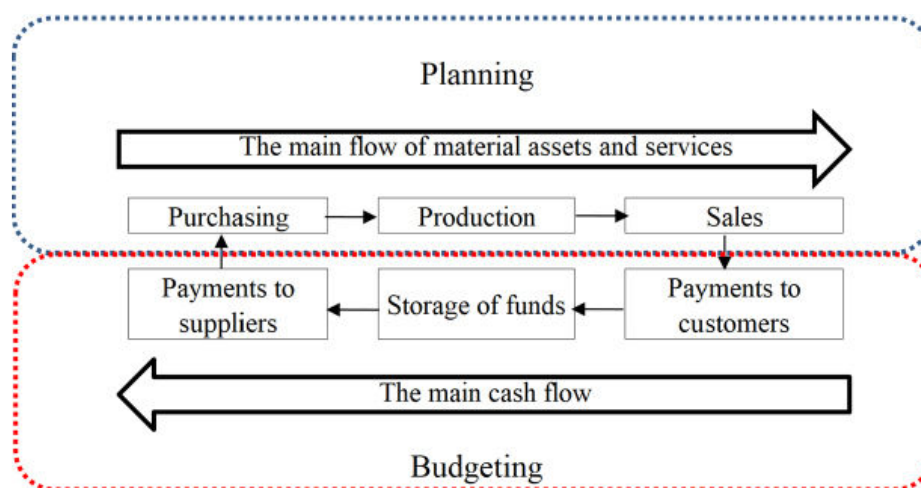 Planning
The main flow of material assets and services
Purchasing
Production
Sales
Payments to
suppliers
Storage of funds
Payments to
customers
The main cash flow
Budgeting